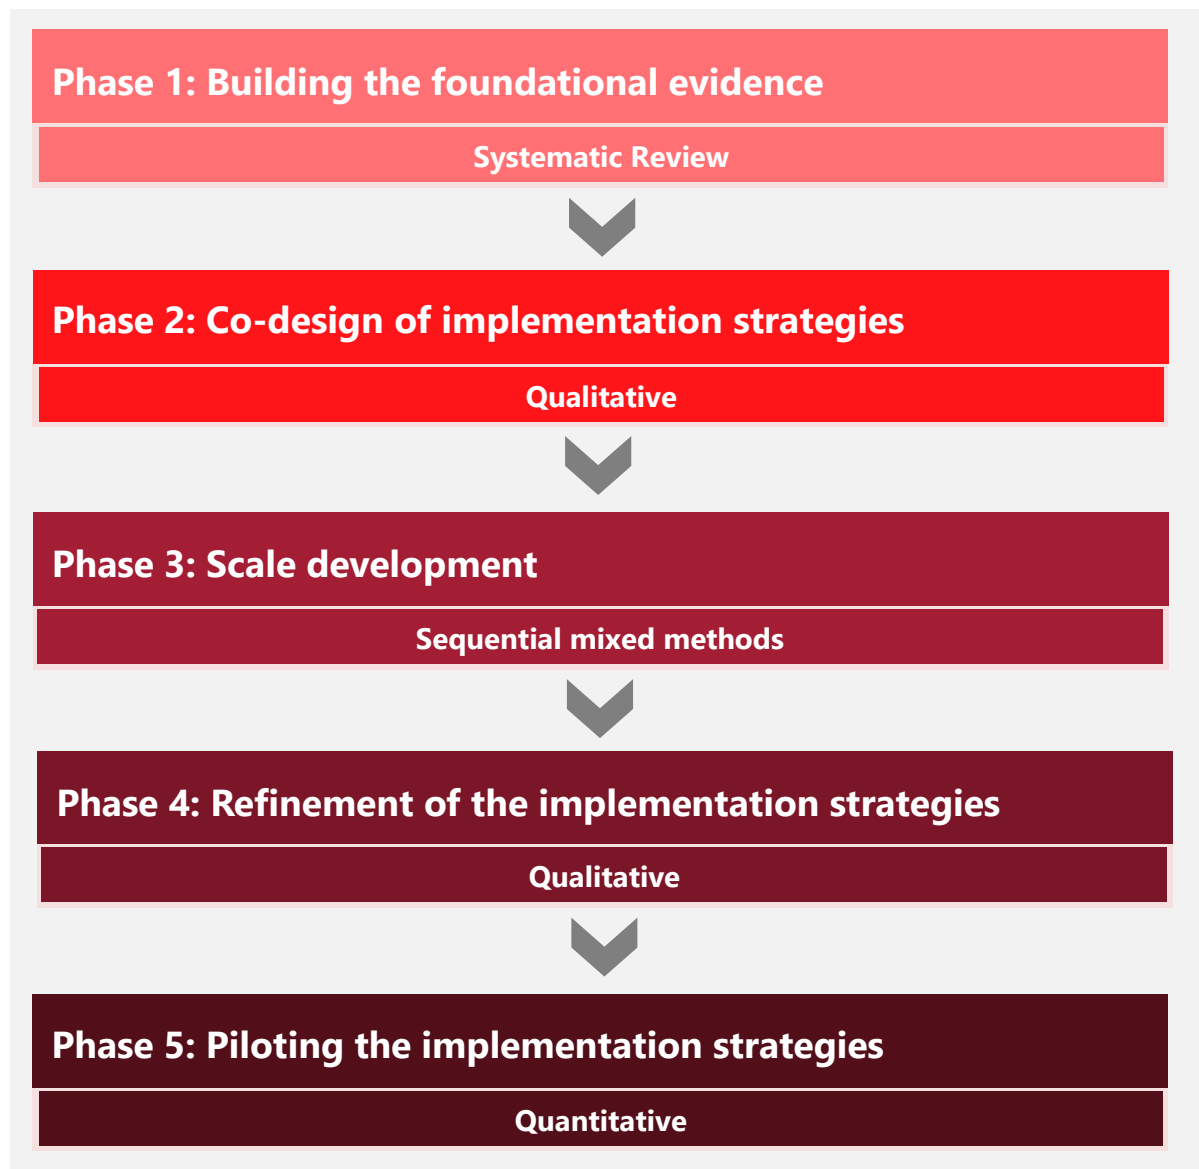 Phase 1: Building the foundational evidence
Systematic Review
Phase 2: Co-design of implementation strategies
Qualitative
Phase 3: Scale development
Sequential mixed methods
Phase 4: Refinement of the implementation strategies
Qualitative
Phase 5: Piloting the implementation strategies
Quantitative